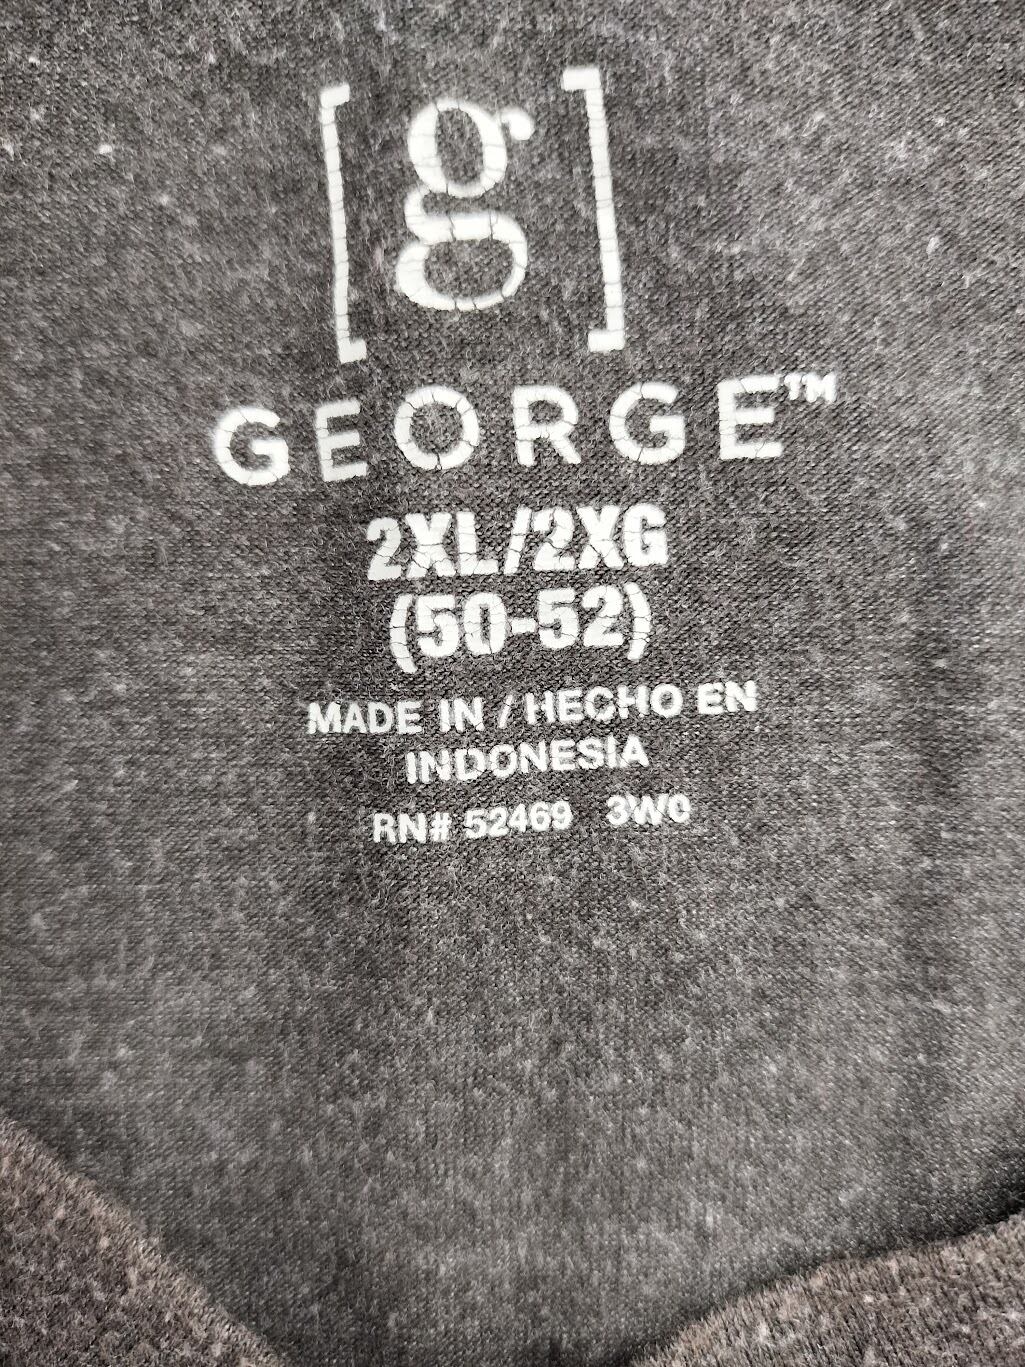 [g]
GEORGE™
2XL/2XG
(50-52)
MADE IN / HECHO EN
INDONESIA
RN# 52469 3W0